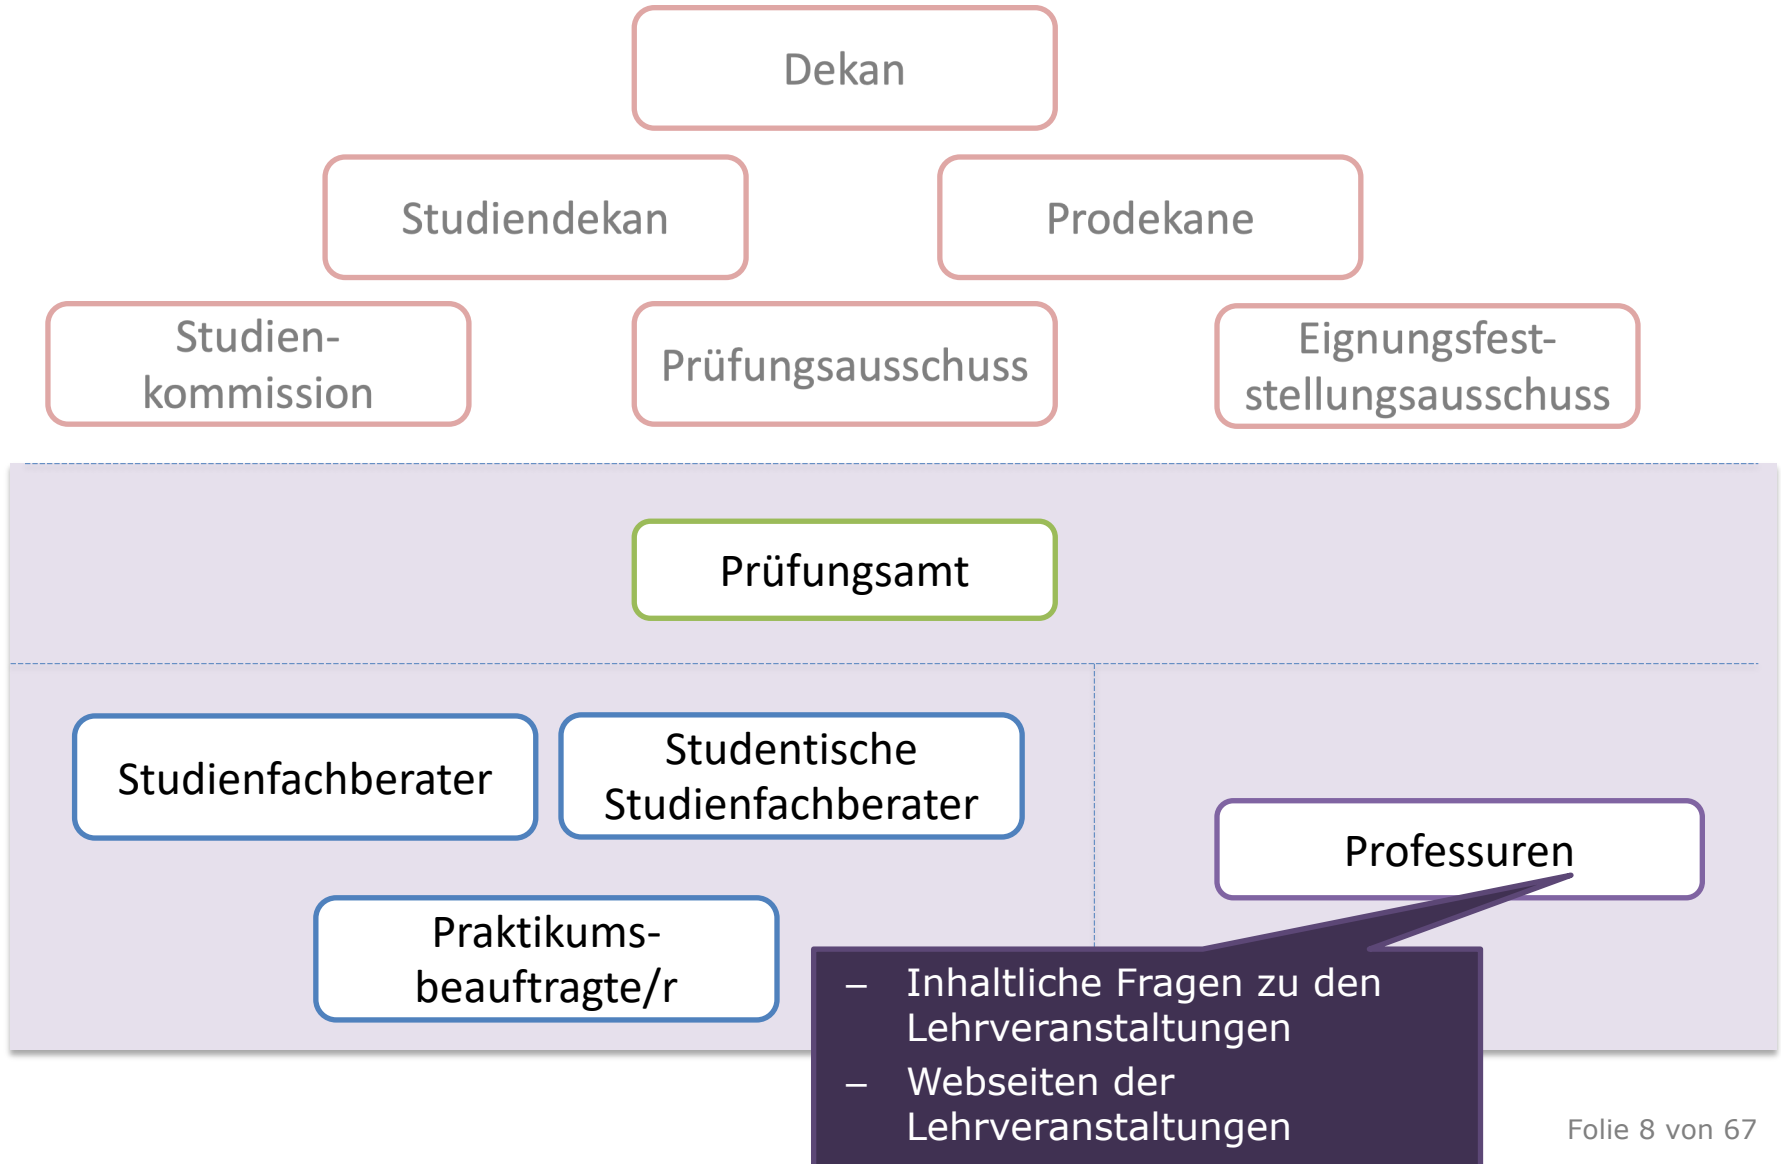 Dekan
Studiendekan
Prodekane
Studien-
kommission
Prüfungsausschuss
Eignungsfest-
stellungsausschuss
Prüfungsamt
Studienfachberater
Studentische
Studienfachberater
Professuren
Praktikums-
beauftragte/r
– Inhaltliche Fragen zu den
Lehrveranstaltungen
– Webseiten der
Lehrveranstaltungen
Folie 8 von 67